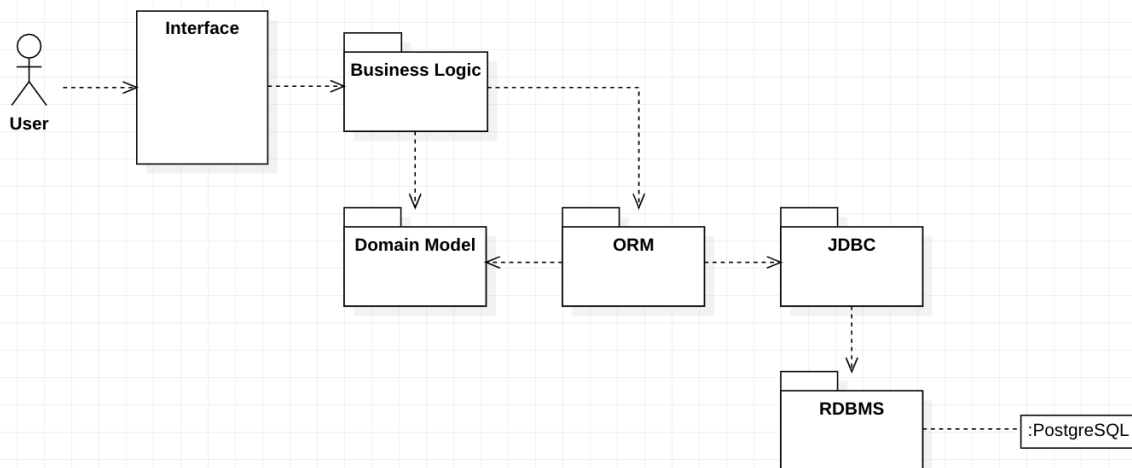 Interface
Business Logic
User
Domain Model
ORM
JDBC
RDBMS
:PostgreSQL